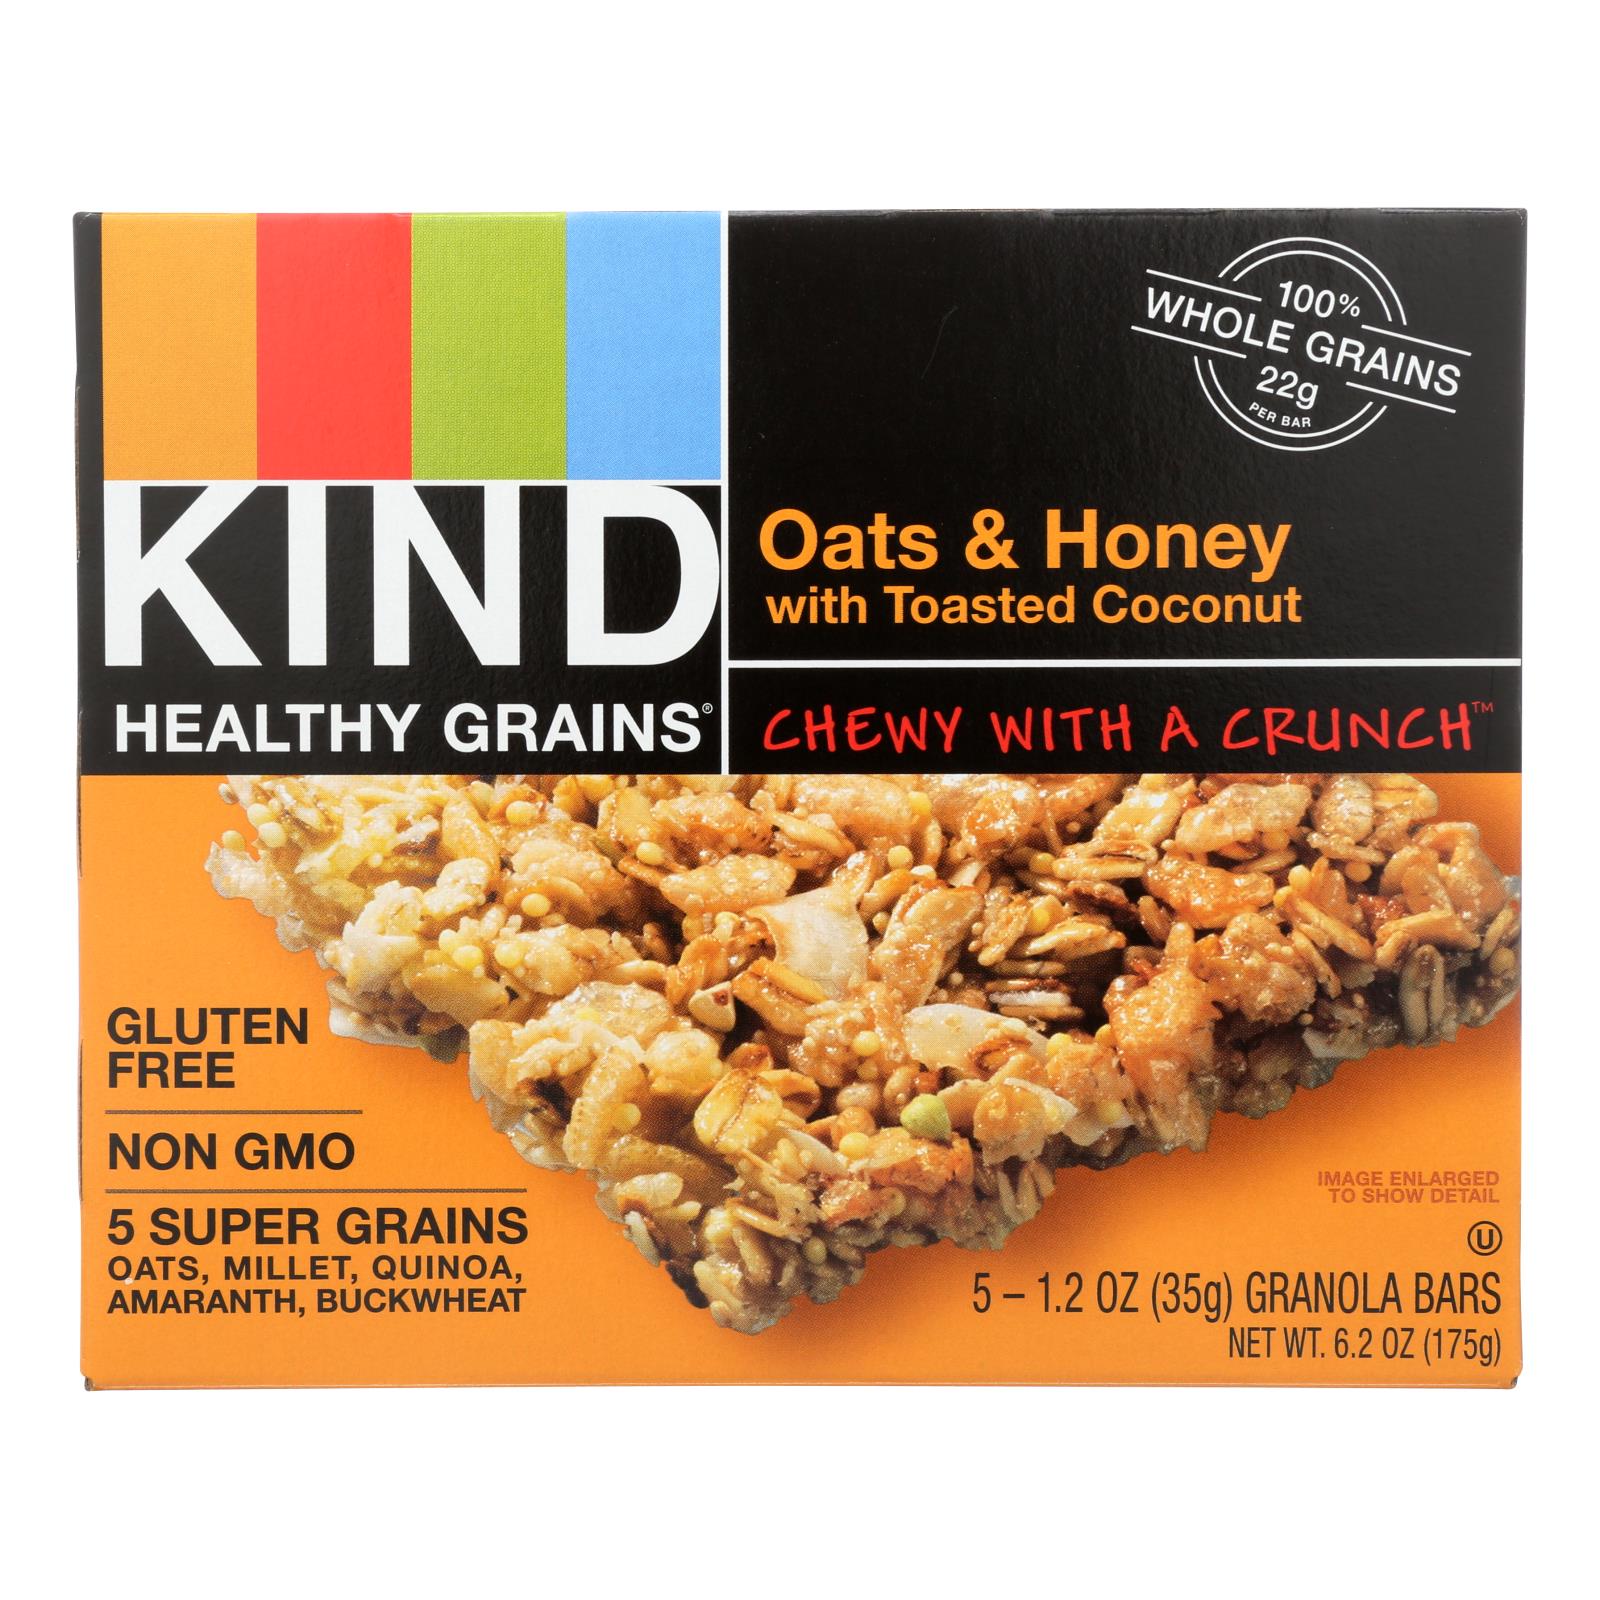 KIND
HEALTHY GRAINS®
100%
WHOLE GRAINS
22g
PER BAR
Oats & Honey
with Toasted Coconut
CHEWY WITH A CRUNCH™
GLUTEN
FREE
NON GMO
5 SUPER GRAINS
OATS, MILLET, QUINOA,
AMARANTH, BUCKWHEAT
IMAGE ENLARGED
TO SHOW DETAIL
U
5 – 1.2 OZ (35g) GRANOLA BARS
NET WT. 6.2 OZ (175g)